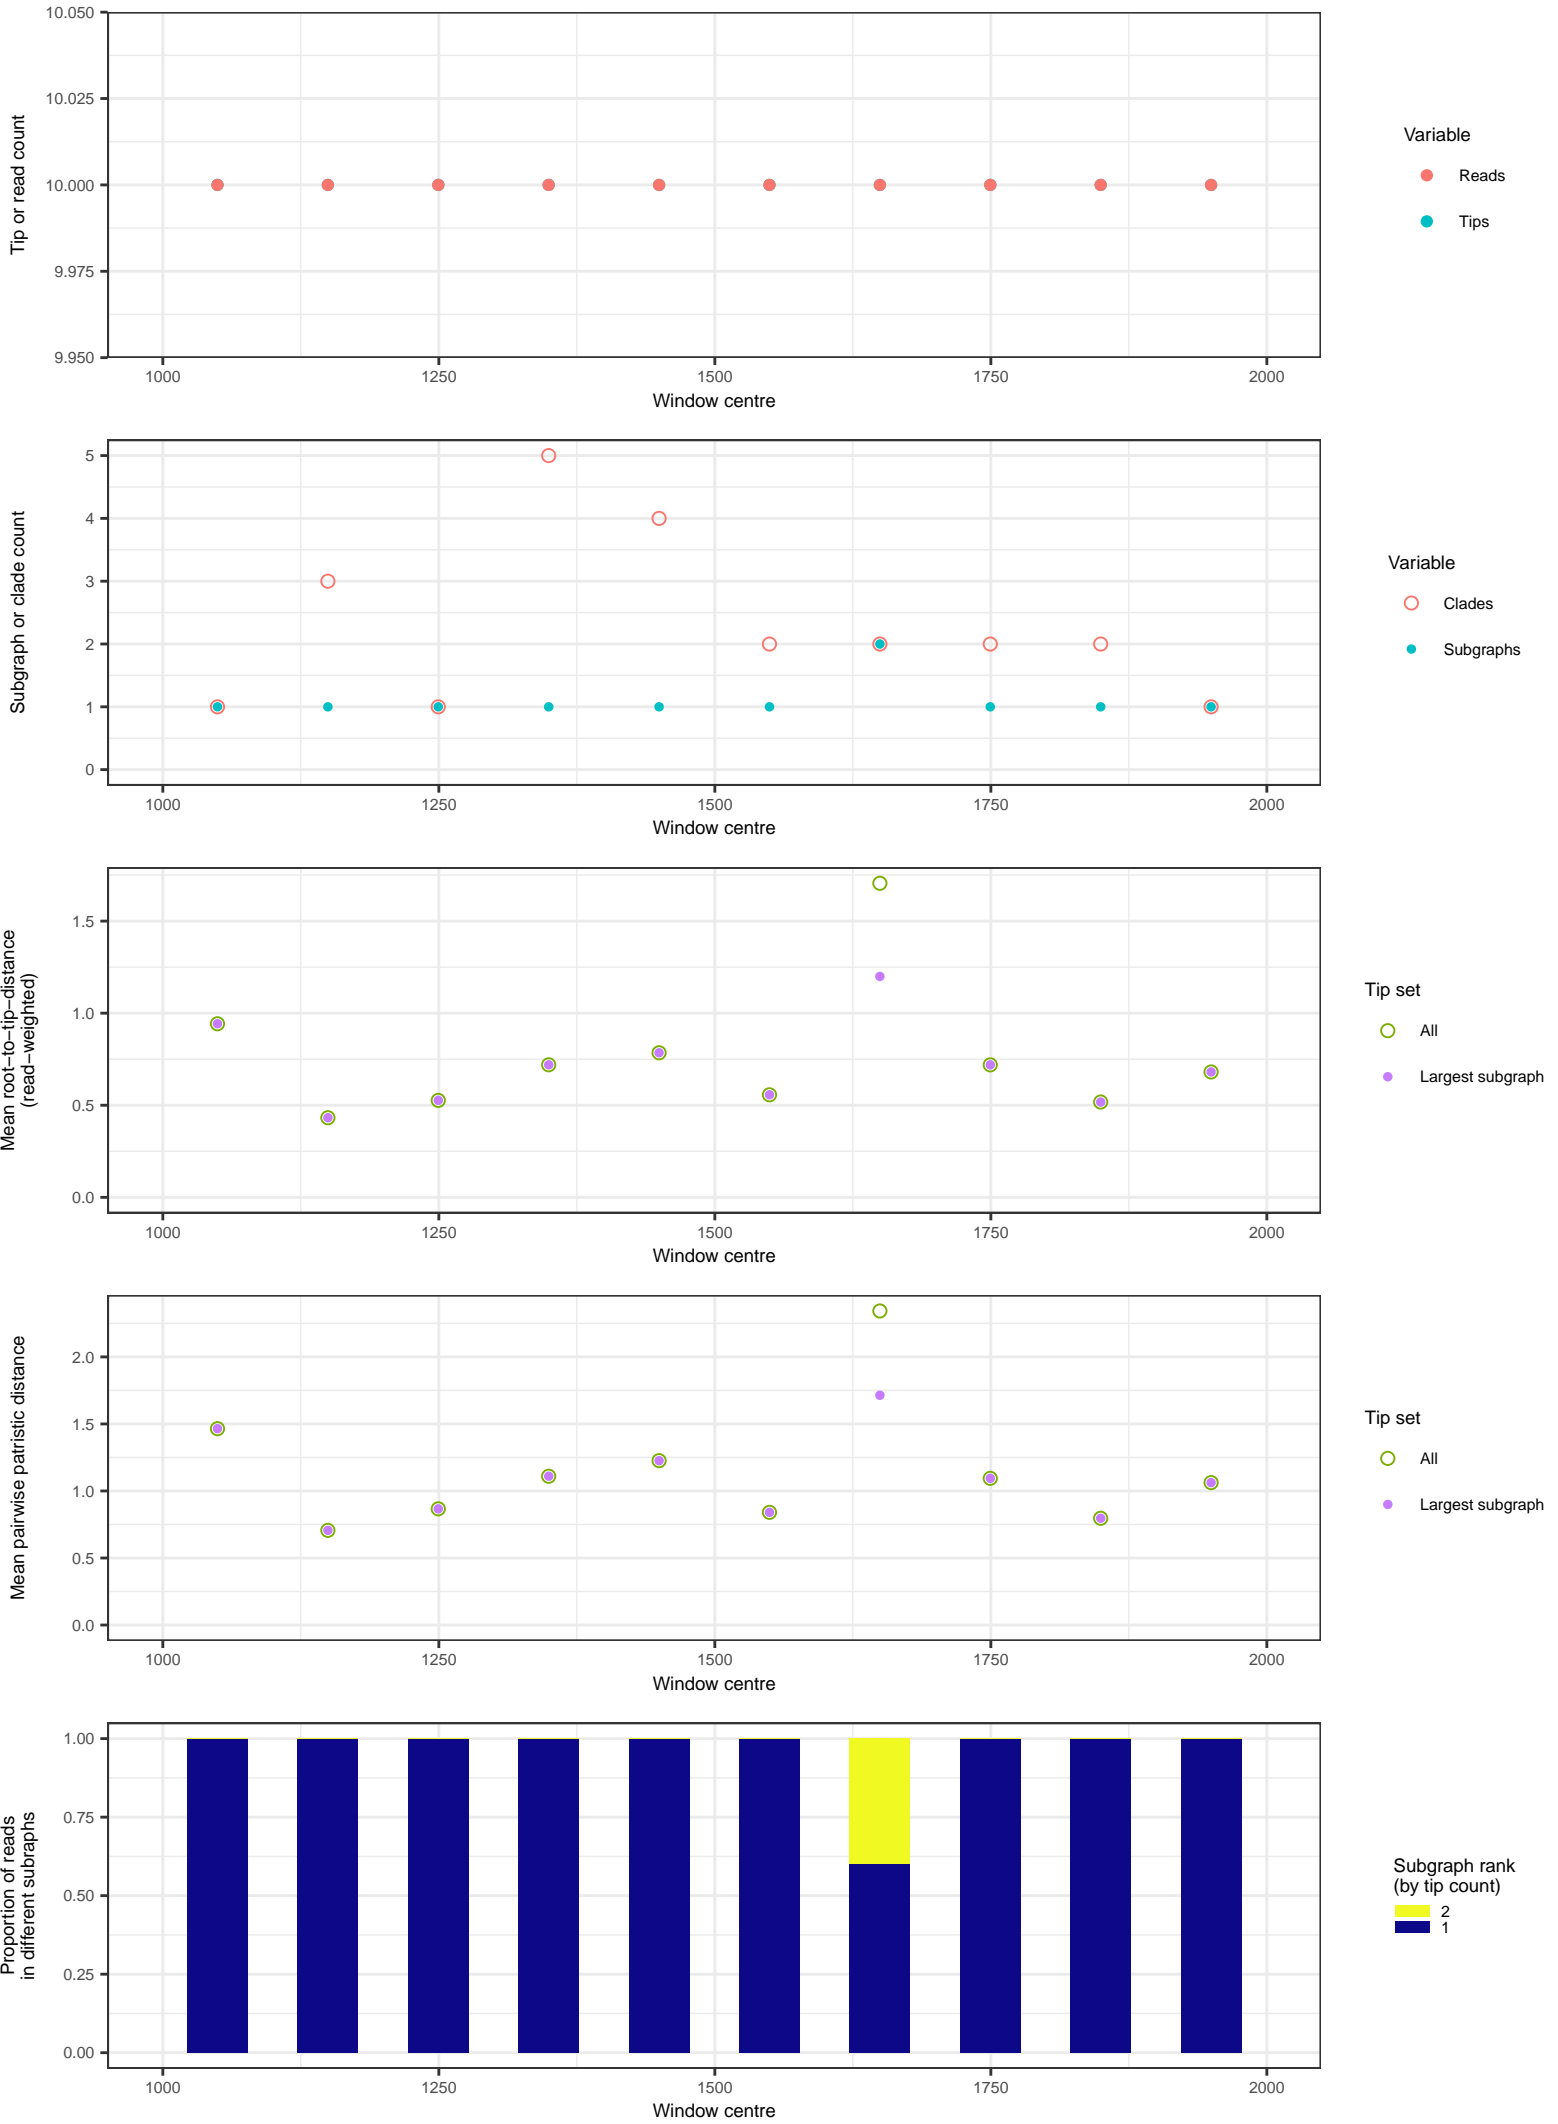 10.050
10.025
10.000
9.975
9.950
Tip or read count
1000 1250 1500 1750 2000
Window centre
Variable
Reads
Tips
5
4
3
2
1
0
Subgraph or clade count
1000 1250 1500 1750 2000
Window centre
Variable
Clades
Subgraphs
1.5
1.0
0.5
0.0
Mean root−to−tip−distance
(read−weighted)
1000 1250 1500 1750 2000
Window centre
Tip set
All
Largest subgraph
2.0
1.5
1.0
0.5
0.0
Mean pairwise patristic distance
1000 1250 1500 1750 2000
Window centre
Tip set
All
Largest subgraph
1.00
0.75
0.50
0.25
0.00
Proportion of reads
in different subraphs
1000 1250 1500 1750 2000
Window centre
Subgraph rank
(by tip count)
2
1